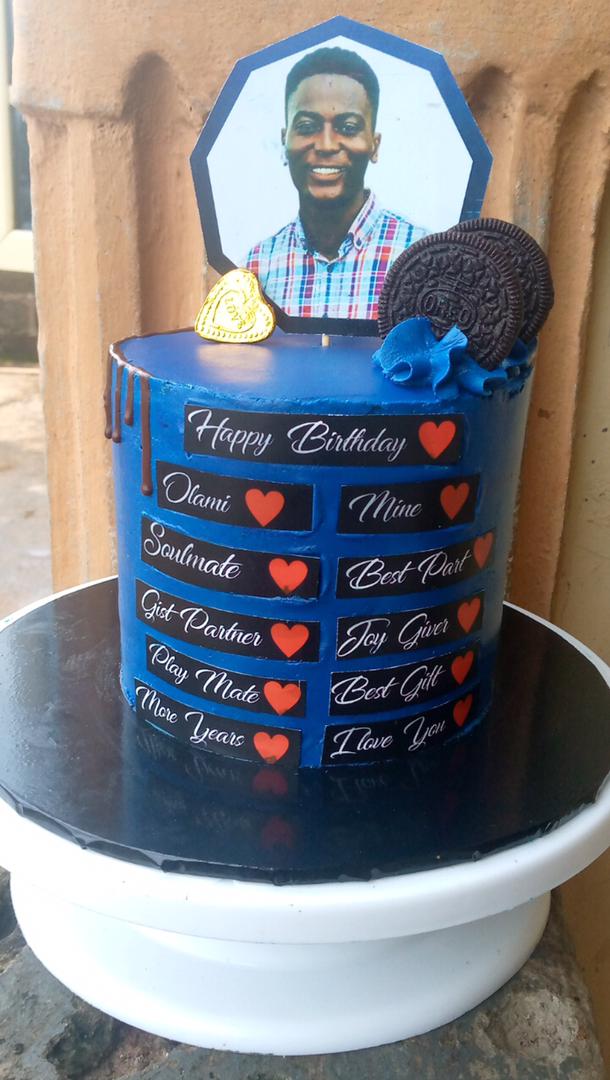 OREO
Happy Birthday
Olami
Mine
Soulmate
Best Part
Gist Partner
Joy Giver
Play Mate
Best Gift
More Years
I love You